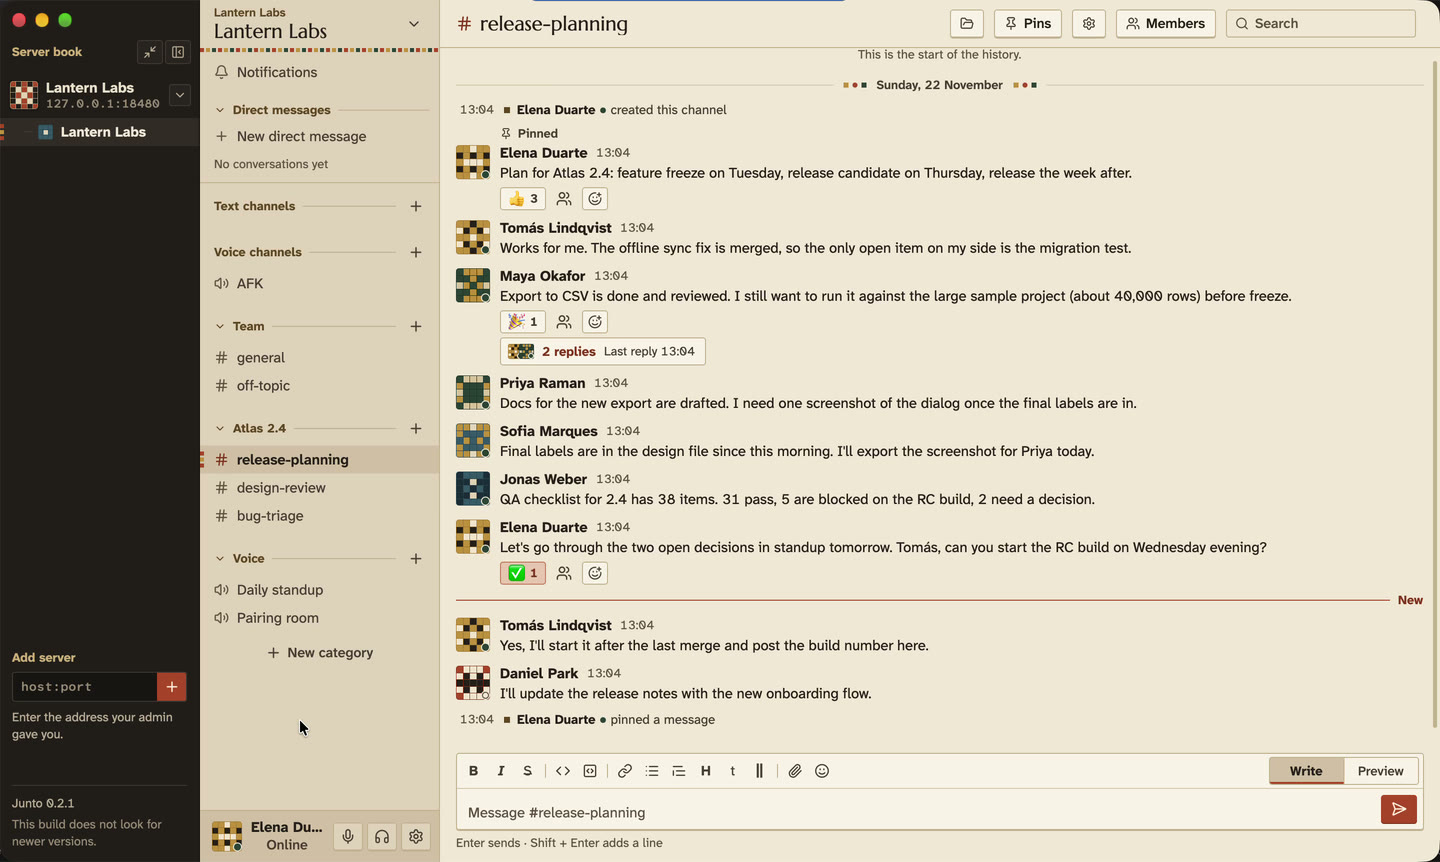 Server book
Lantern Labs
127.0.0.1:18480
Lantern Labs
Add server
host:port
Enter the address your admin
gave you.
Junto 0.2.1
This build does not look for
newer versions.
Lantern Labs
Lantern Labs
Notifications
Direct messages
New direct message
No conversations yet
Text channels
Voice channels
AFK
Team
# general
# off-topic
Atlas 2.4
# release-planning
# design-review
# bug-triage
Voice
Daily standup
Pairing room
+ New category
Elena Du...
Online
# release-planning
Pins
Members
Search
This is the start of the history.
Sunday, 22 November
13:04 Elena Duarte created this channel
Pinned
Elena Duarte 13:04
Plan for Atlas 2.4: feature freeze on Tuesday, release candidate on Thursday, release the week after.
👍 3
Tomás Lindqvist 13:04
Works for me. The offline sync fix is merged, so the only open item on my side is the migration test.
Maya Okafor 13:04
Export to CSV is done and reviewed. I still want to run it against the large sample project (about 40,000 rows) before freeze.
🎉 1
2 replies Last reply 13:04
Priya Raman 13:04
Docs for the new export are drafted. I need one screenshot of the dialog once the final labels are in.
Sofia Marques 13:04
Final labels are in the design file since this morning. I'll export the screenshot for Priya today.
Jonas Weber 13:04
QA checklist for 2.4 has 38 items. 31 pass, 5 are blocked on the RC build, 2 need a decision.
Elena Duarte 13:04
Let's go through the two open decisions in standup tomorrow. Tomás, can you start the RC build on Wednesday evening?
✅ 1
New
Tomás Lindqvist 13:04
Yes, I'll start it after the last merge and post the build number here.
Daniel Park 13:04
I'll update the release notes with the new onboarding flow.
13:04 Elena Duarte pinned a message
B I S H t Write Preview
Message #release-planning
Enter sends · Shift + Enter adds a line